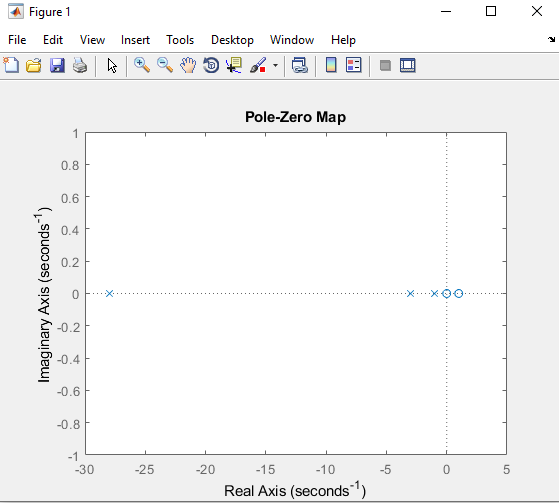 Figure 1
File Edit View Insert Tools Desktop Window Help
Pole-Zero Map
1
0.8
0.6
0.4
0.2
0
-0.2
-0.4
-0.6
-0.8
-1
Imaginary Axis (seconds⁻¹)
-30 -25 -20 -15 -10 -5 0 5
Real Axis (seconds⁻¹)